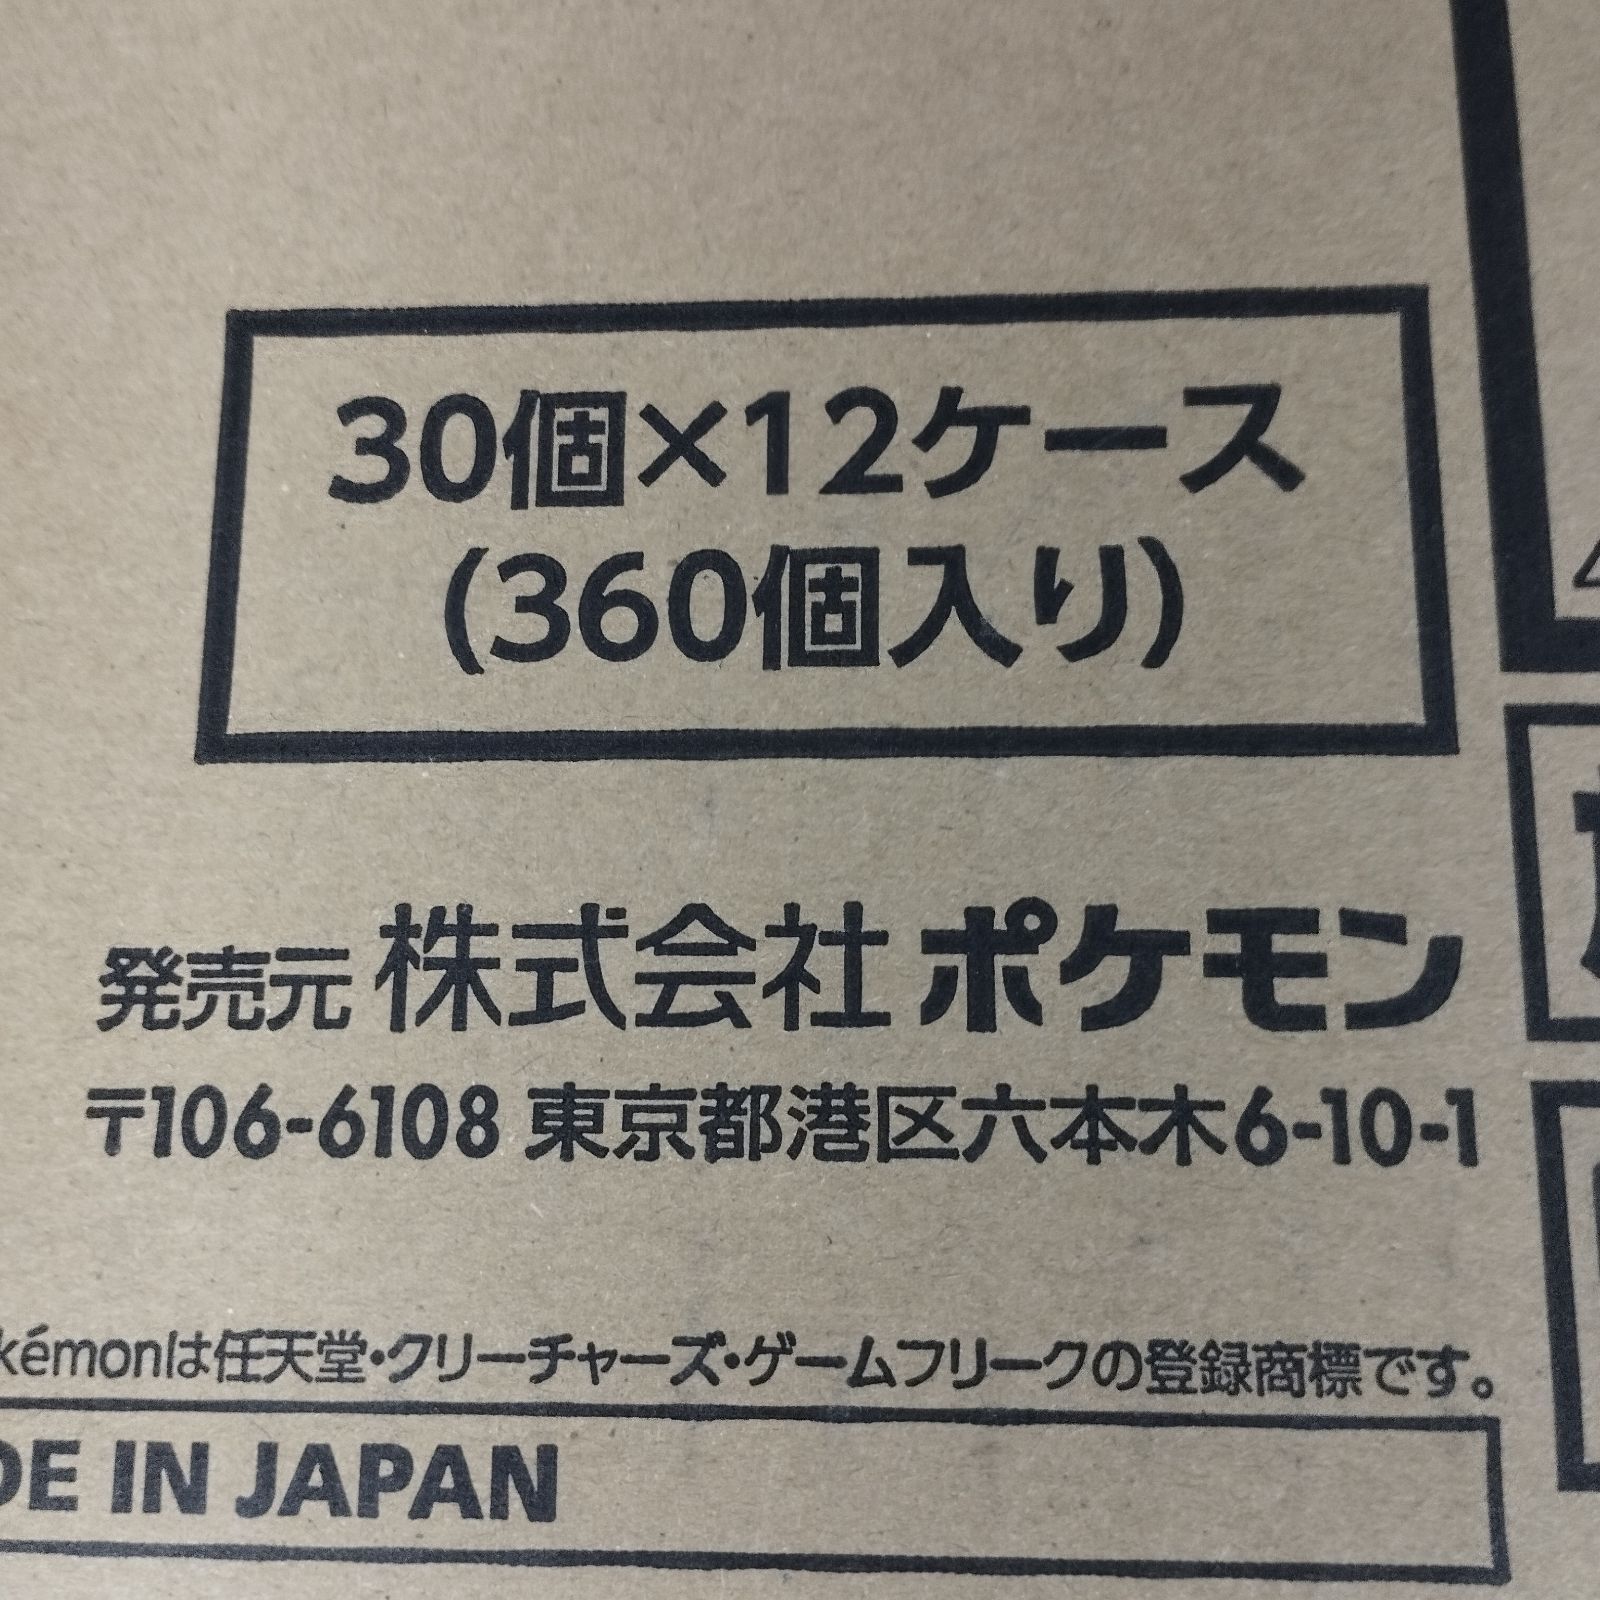 30個×12ケース
(360個入り)
発売元 株式会社 ポケモン
〒106-6108 東京都港区六本木6-10-1
kémonは任天堂・クリーチャーズ・ゲームフリークの登録商標です。
DE IN JAPAN